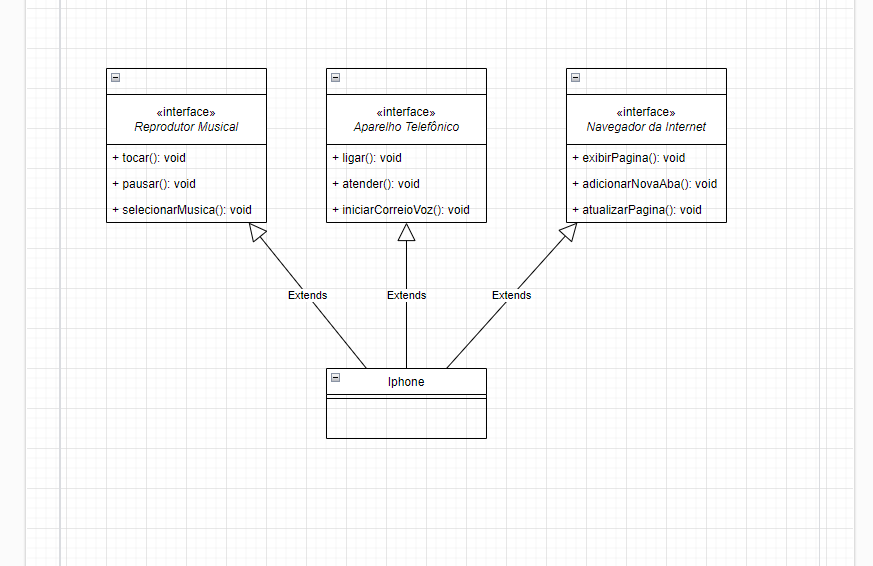 «interface»
Reprodutor Musical
+ tocar(): void
+ pausar(): void
+ selecionarMusica(): void
«interface»
Aparelho Telefônico
+ ligar(): void
+ atender(): void
+ iniciarCorreioVoz(): void
«interface»
Navegador da Internet
+ exibirPagina(): void
+ adicionarNovaAba(): void
+ atualizarPagina(): void
Extends
Extends
Extends
Iphone